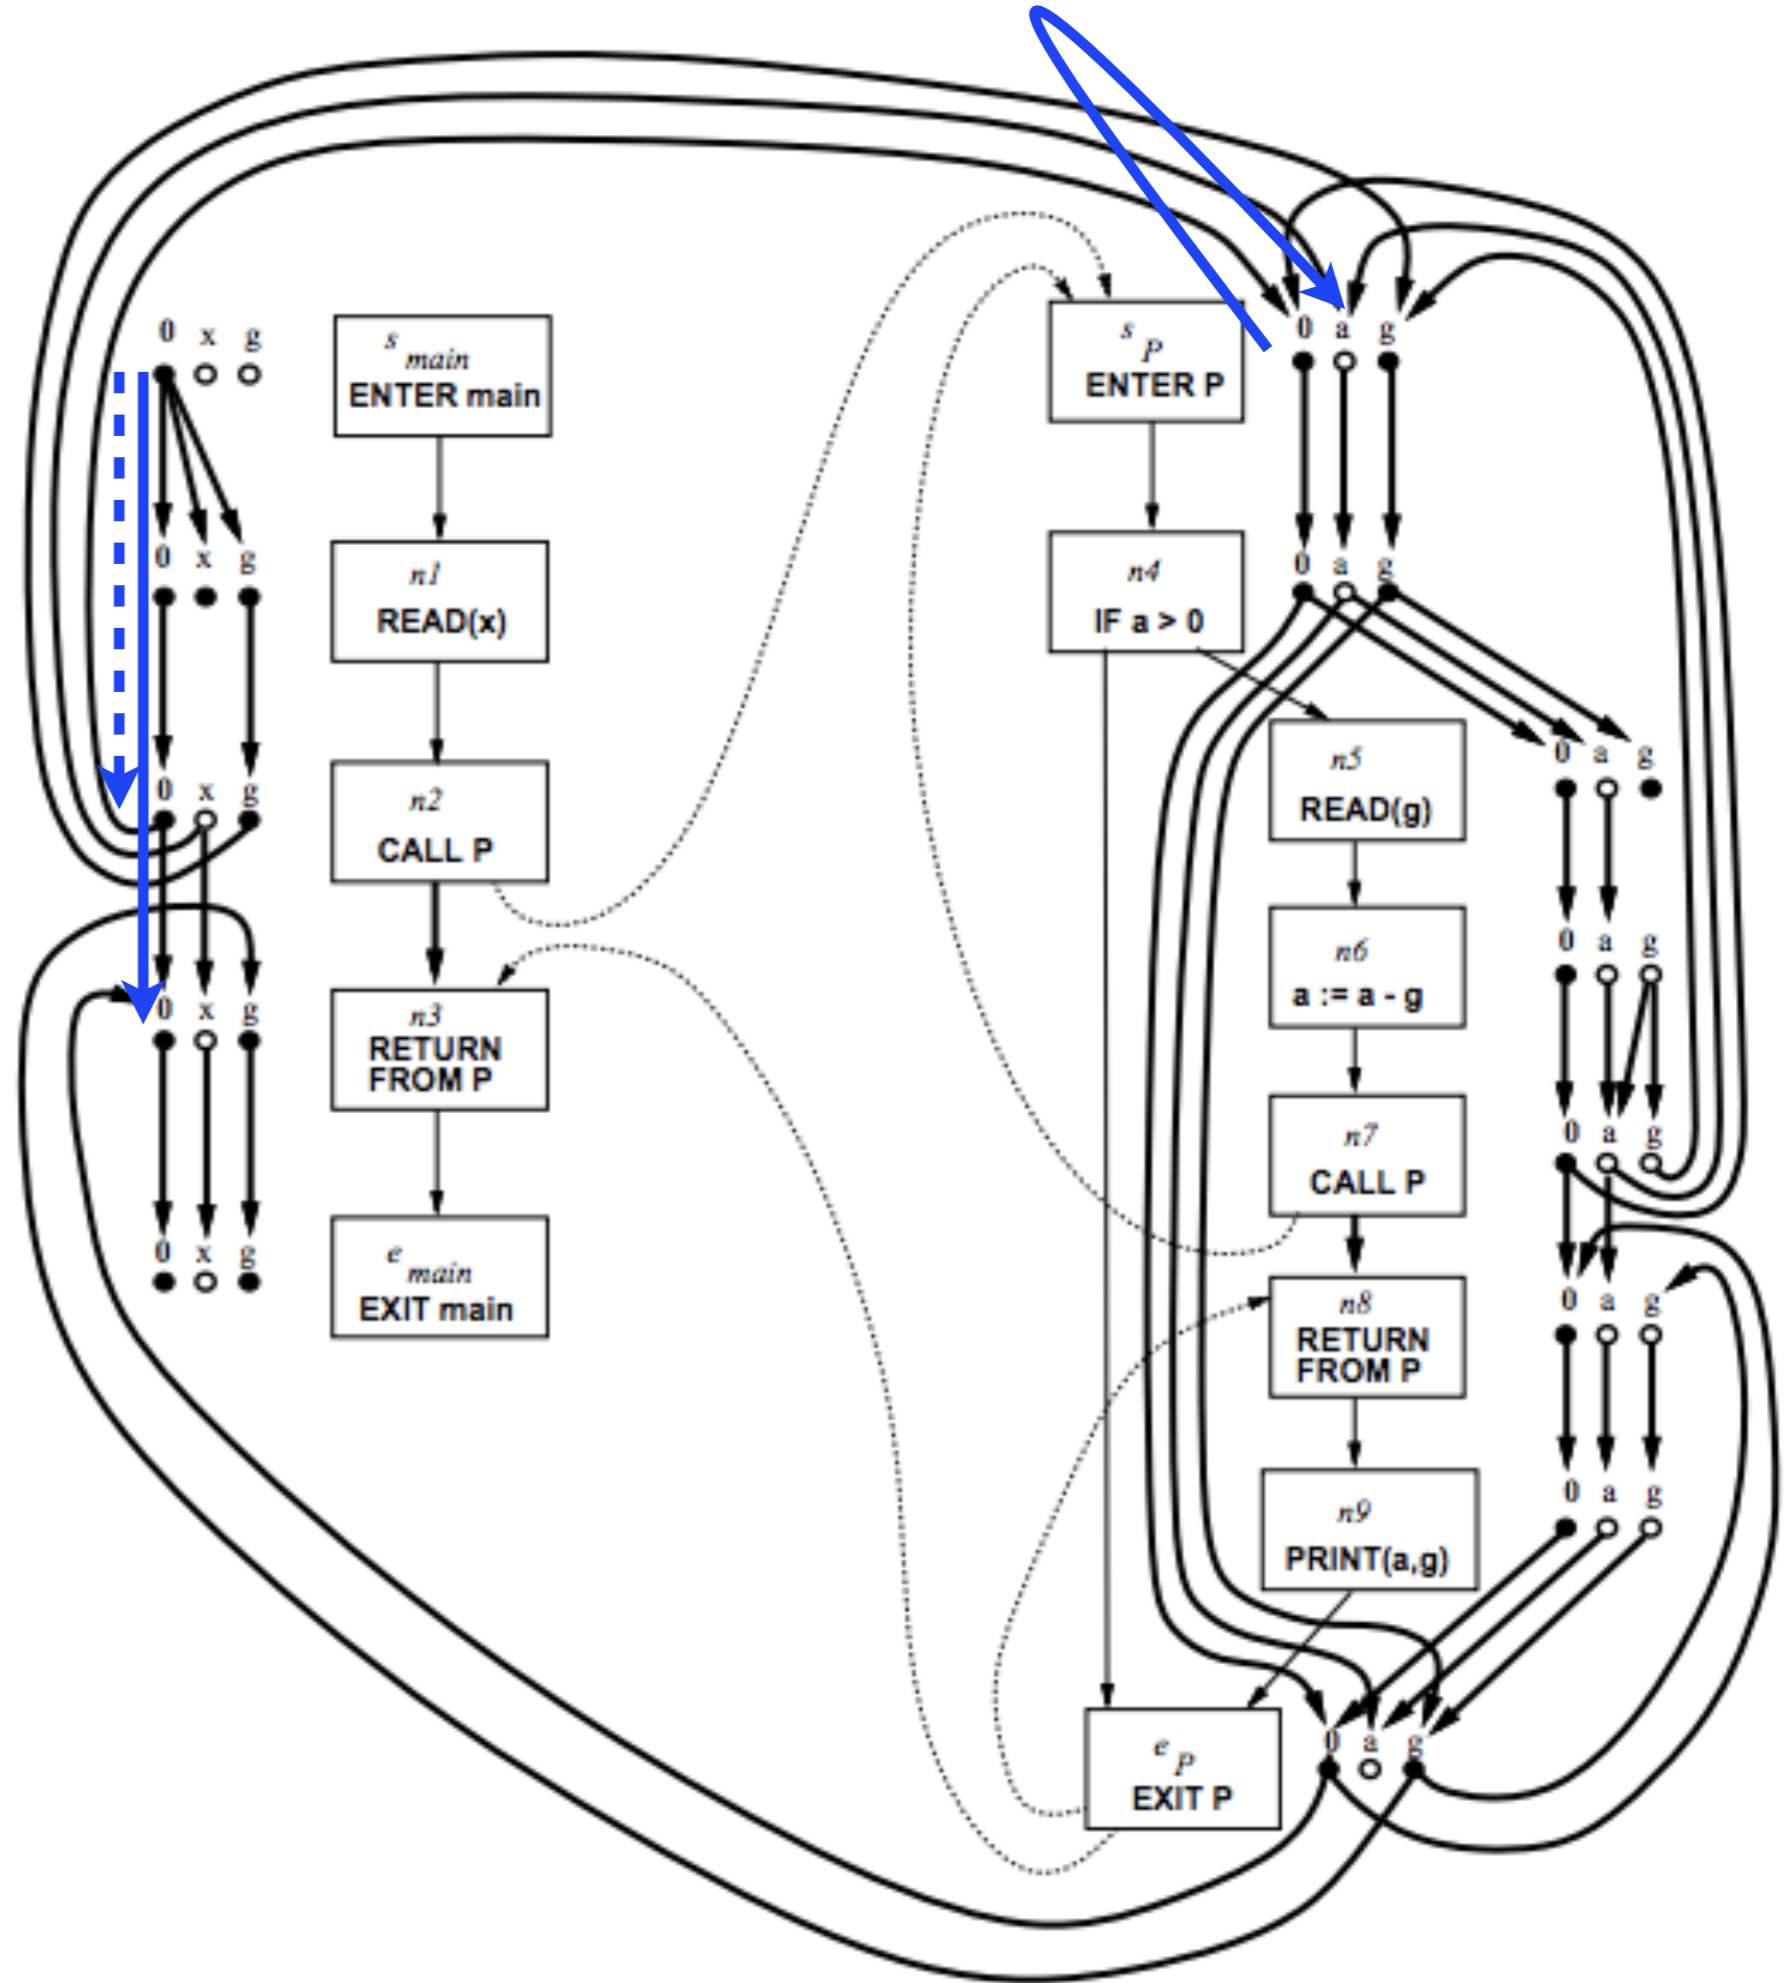 0 x g
s main
ENTER main
0 x g
n1
READ(x)
0 x g
n2
CALL P
0 x g
n3
RETURN
FROM P
0 x g
e main
EXIT main
s P
ENTER P
0 a g
n4
IF a > 0
0 a g
n5
READ(g)
0 a g
n6
a := a - g
0 a g
n7
CALL P
0 a g
n8
RETURN
FROM P
0 a g
n9
PRINT(a,g)
0 a g
e P
EXIT P
0 a g